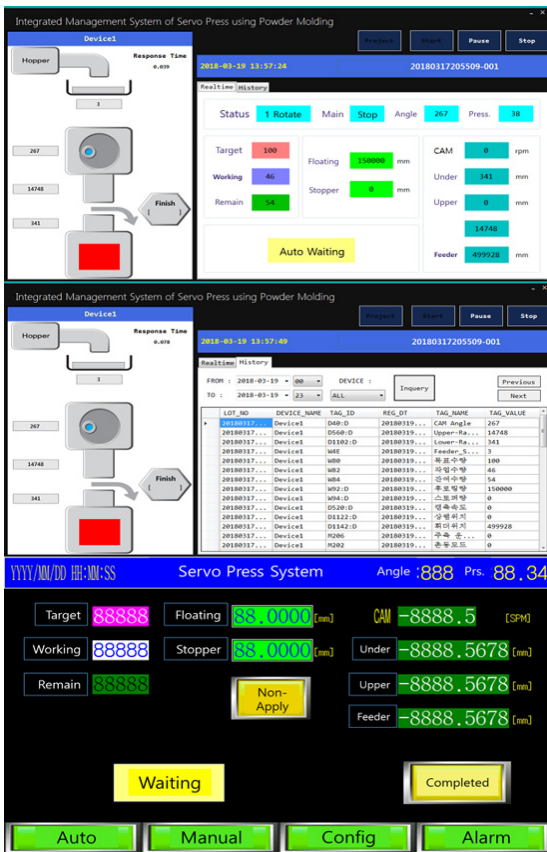 Integrated Management System of Servo Press using Powder Molding
Device1
Project Start Pause Stop
Hopper
Response Time
0.039
2018-03-19 13:57:24 20180317205509-001
Realtime History
3
Status 1 Rotate Main Stop Angle 267 Press. 38
Target 100
Working 46
Remain 54
Floating 150000 mm
Stopper 0 mm
CAM 0 rpm
Under 341 mm
Upper 0 mm
14748
Feeder 499928 mm
Auto Waiting
267
14748
341
Finish
[ ]
Integrated Management System of Servo Press using Powder Molding
Device1
Project Start Pause Stop
Hopper
Response Time
0.078
2018-03-19 13:57:49 20180317205509-001
Realtime History
3
FROM : 2018-03-19 00 DEVICE : Inquery Previous
TO : 2018-03-19 23 ALL Next
LOT_NO DEVICE_NAME TAG_ID REG_DT TAG_NAME TAG_VALUE
20180317... Device1 D40:D 20180319... CAM Angle 267
20180317... Device1 D560:D 20180319... Upper-Ra... 14748
20180317... Device1 D1102:D 20180319... Lower-Ra... 341
20180317... Device1 W4E 20180319... Feeder_S... 3
20180317... Device1 W80 20180319... 목표수량 100
20180317... Device1 W82 20180319... 작업수량 46
20180317... Device1 W84 20180319... 잔여수량 54
20180317... Device1 W92:D 20180319... 후로팅량 150000
20180317... Device1 W94:D 20180319... 스토퍼량 0
20180317... Device1 D520:D 20180319... 캠축속도 0
20180317... Device1 D1122:D 20180319... 상램위치 0
20180317... Device1 D1142:D 20180319... 휘더위치 499928
20180317... Device1 M206 20180319... 주축 운... 0
20180317... Device1 M202 20180319... 운동모드 0
267
14748
341
Finish
[ ]
YYYY/MM/DD HH:MM:SS Servo Press System Angle :888 Prs. 88.34
Target 88888 Floating 88.0000 [mm] CAM -8888.5 [SPM]
Working 88888 Stopper 88.0000 [mm] Under -8888.5678 [mm]
Remain 88888 Non-Apply Upper -8888.5678 [mm]
Feeder -8888.5678 [mm]
Waiting Completed
Auto Manual Config Alarm